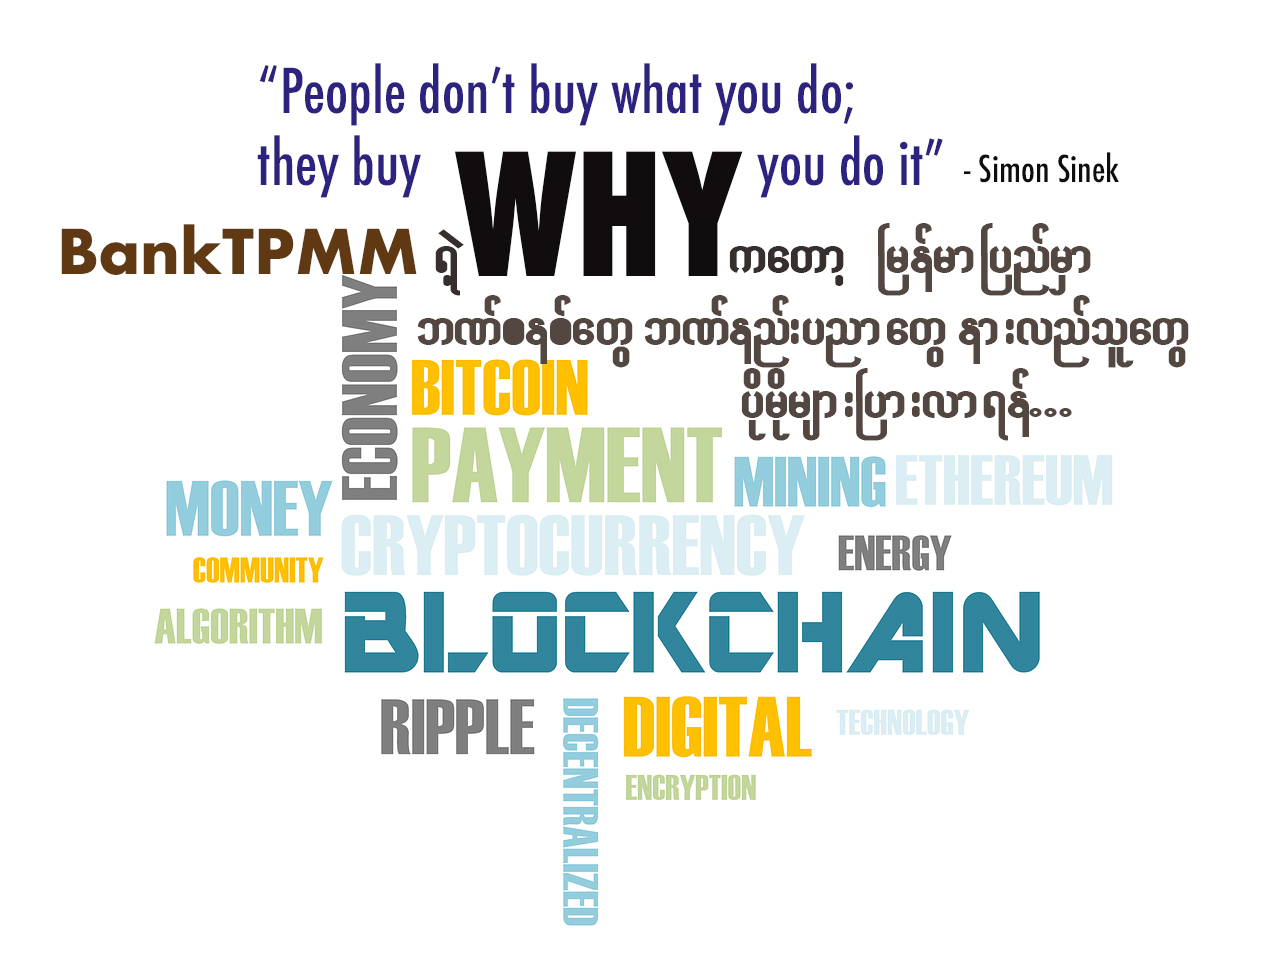 “People don’t buy what you do;
they buy WHY you do it” - Simon Sinek
BankTPMM ရဲ့ WHY ကတော့ မြန်မာပြည်မှာ
ဘဏ်စနစ်တွေ ဘဏ်နည်းပညာတွေ နားလည်သူတွေ
ပိုမိုများပြားလာရန်...
ECONOMY
BITCOIN
PAYMENT
MINING ETHEREUM
MONEY
CRYPTOCURRENCY
ENERGY
COMMUNITY
ALGORITHM
BLOCKCHAIN
RIPPLE
DECENTRALIZED
DIGITAL
TECHNOLOGY
ENCRYPTION